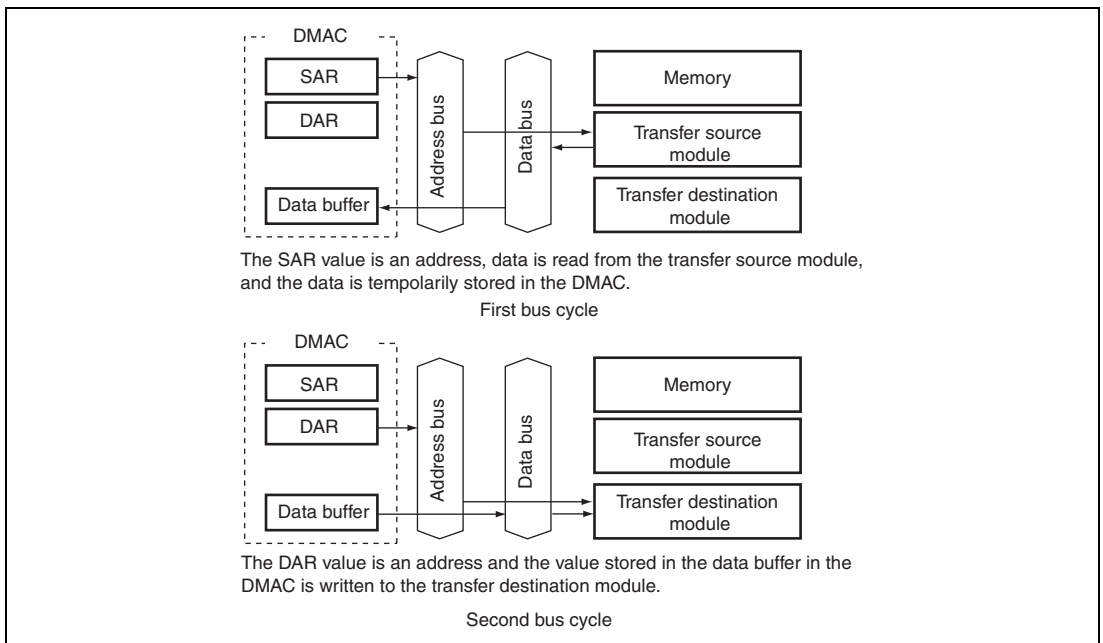 DMAC
SAR
DAR
Data buffer
Address bus
Data bus
Memory
Transfer source
module
Transfer destination
module
The SAR value is an address, data is read from the transfer source module,
and the data is tempolarily stored in the DMAC.
First bus cycle
DMAC
SAR
DAR
Data buffer
Address bus
Data bus
Memory
Transfer source
module
Transfer destination
module
The DAR value is an address and the value stored in the data buffer in the
DMAC is written to the transfer destination module.
Second bus cycle